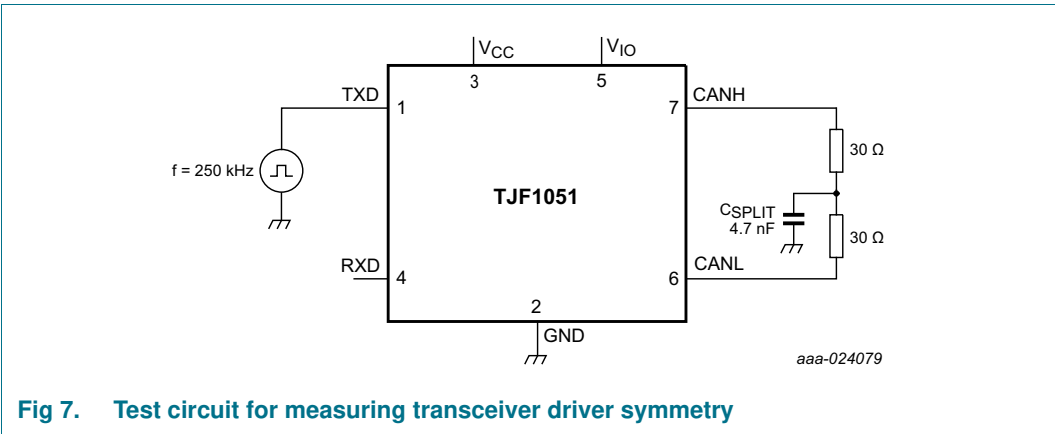 VCC
VIO
3
5
TXD
1
7
CANH
30 Ω
f = 250 kHz
TJF1051
CSPLIT
4.7 nF
30 Ω
RXD
4
6
CANL
2
GND
aaa-024079
Fig 7. Test circuit for measuring transceiver driver symmetry